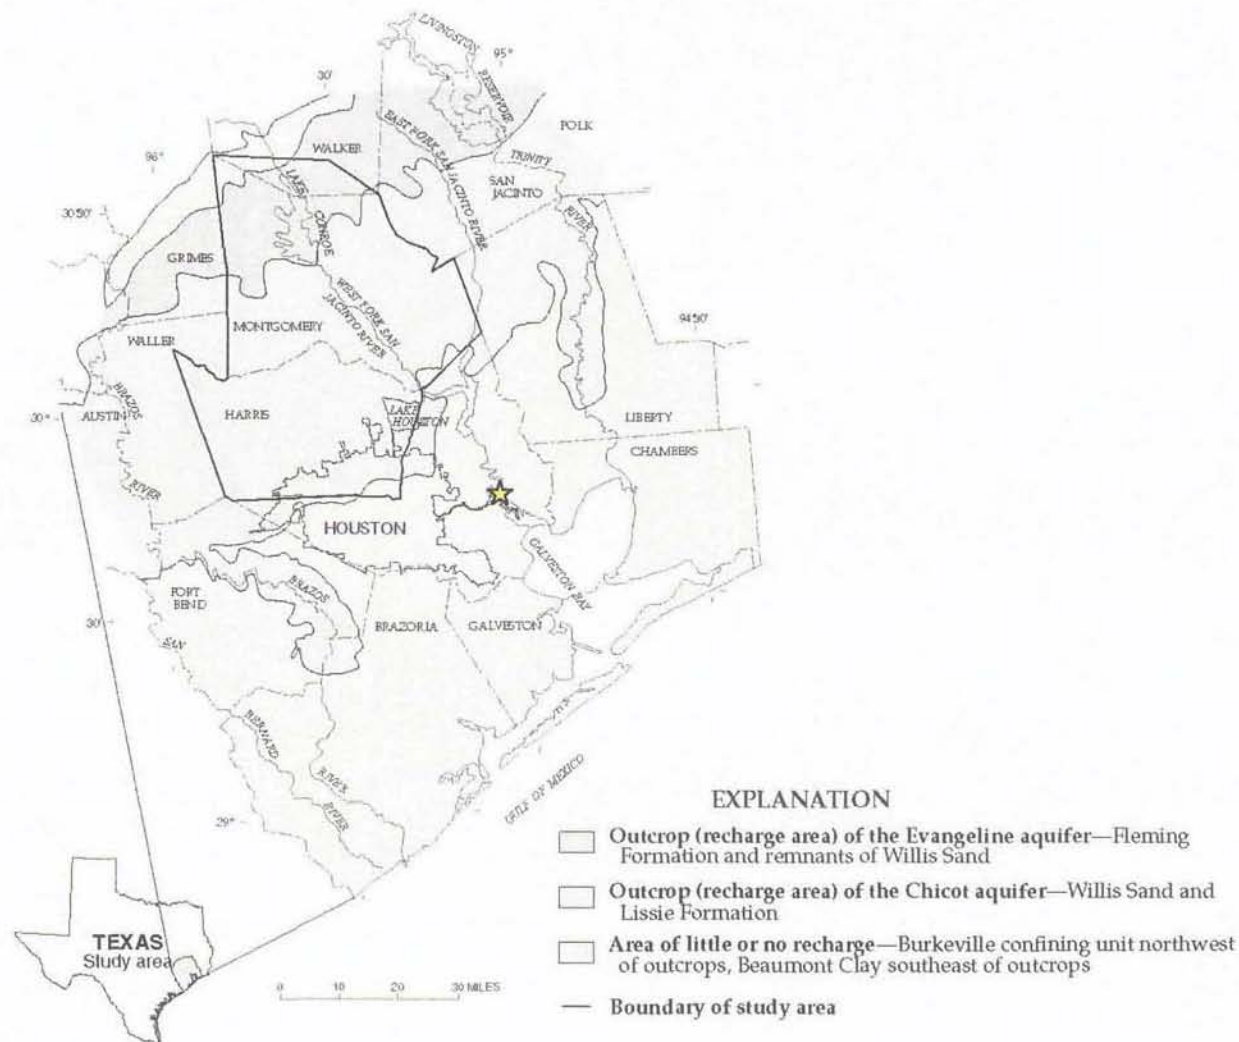 LIVINGSTON
RESERVOIR
95°
30'
EAST FORK SAN JACINTO RIVER
POLK
WALKER
TRINITY
96°
SAN
JACINTO
LAKE
CONROE
RIVER
30 30'
GRIMES
WEST FORK SAN
JACINTO RIVER
MONTGOMERY
94 30'
WALLER
BRAZOS
30°
AUSTIN
HARRIS
LAKE
HOUSTON
LIBERTY
CHAMBERS
RIVER
HOUSTON
GALVESTON BAY
FORT
BEND
BRAZOS
30'
BRAZORIA
GALVESTON
SAN
BERNARD
RIVER
RIVER
GULF OF MEXICO
29°
EXPLANATION
Outcrop (recharge area) of the Evangeline aquifer—Fleming
Formation and remnants of Willis Sand
Outcrop (recharge area) of the Chicot aquifer—Willis Sand and
Lissie Formation
TEXAS
Study area
Area of little or no recharge—Burkeville confining unit northwest
of outcrops, Beaumont Clay southeast of outcrops
0 10 20 30 MILES
Boundary of study area